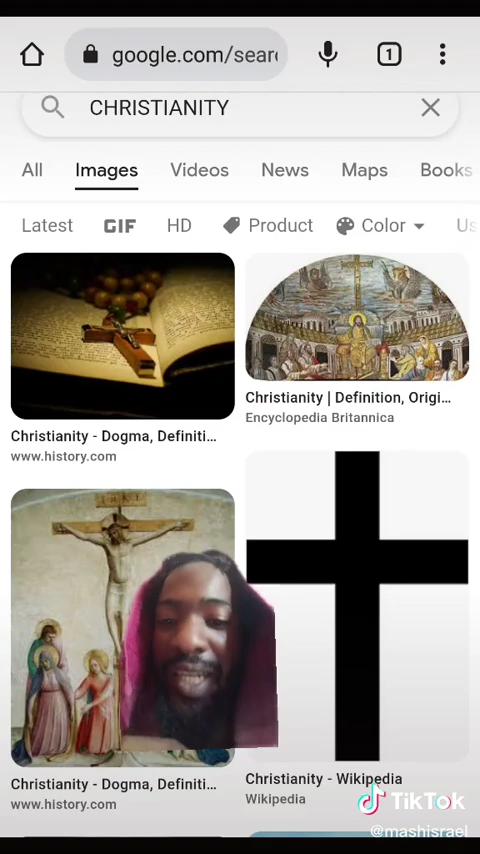 google.com/sear
1
CHRISTIANITY
All Images Videos News Maps Books
Latest GIF HD Product Color Us
Christianity - Dogma, Definiti...
www.history.com
Christianity | Definition, Origi...
Encyclopedia Britannica
Christianity - Dogma, Definiti...
www.history.com
Christianity - Wikipedia
Wikipedia
TikTok
@mashisrael